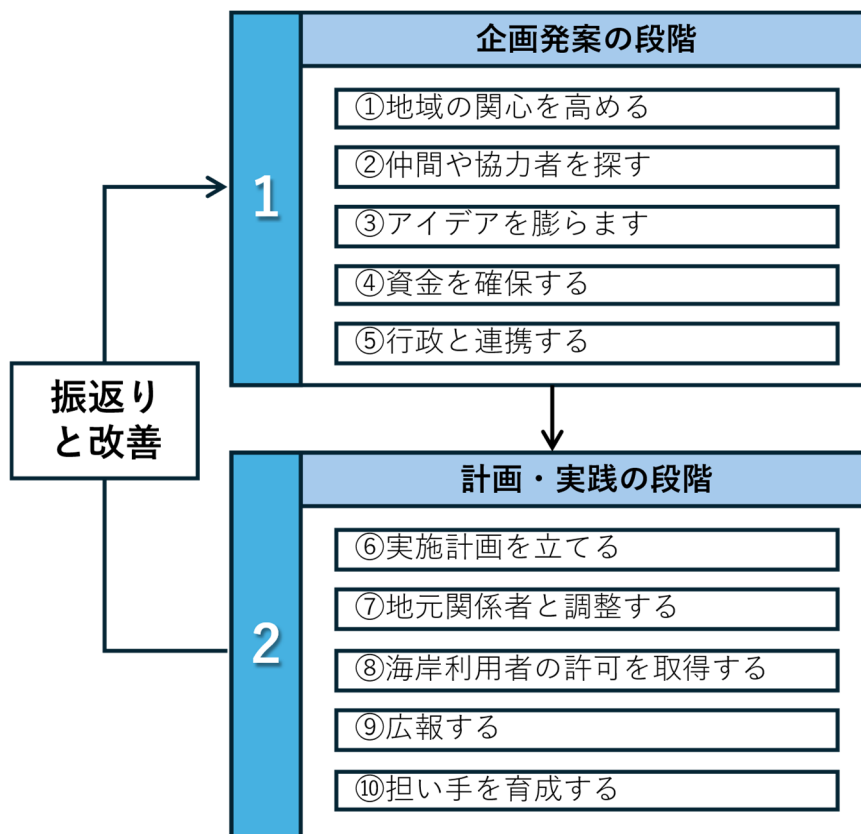 1
企画発案の段階
①地域の関心を高める
②仲間や協力者を探す
③アイデアを膨らます
④資金を確保する
⑤行政と連携する
振返り
と改善
2
計画・実践の段階
⑥実施計画を立てる
⑦地元関係者と調整する
⑧海岸利用者の許可を取得する
⑨広報する
⑩担い手を育成する